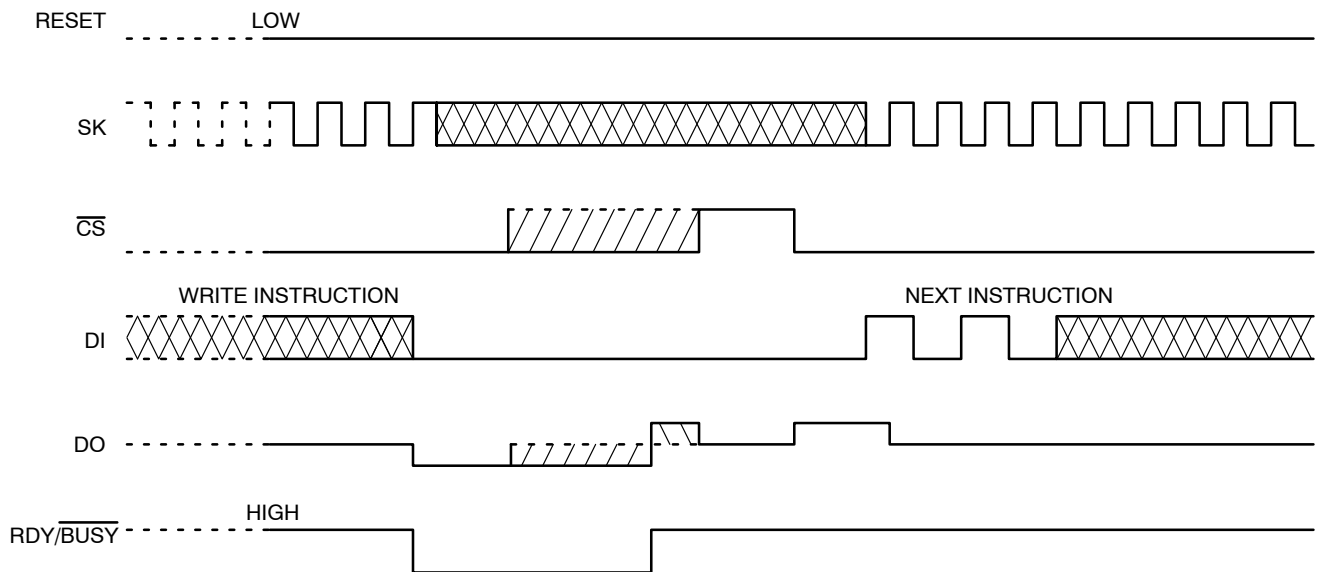 RESET LOW
SK
CS
WRITE INSTRUCTION NEXT INSTRUCTION
DI
DO
HIGH
RDY/BUSY